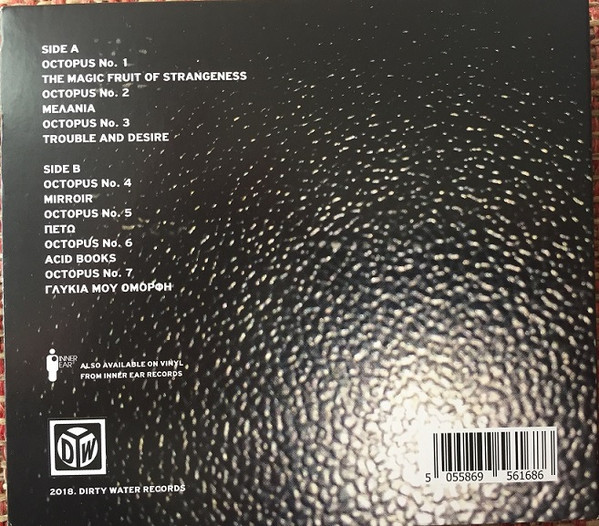 SIDE A
OCTOPUS No. 1
THE MAGIC FRUIT OF STRANGENESS
OCTOPUS No. 2
ΜΕΛΑΝΙΑ
OCTOPUS No. 3
TROUBLE AND DESIRE
SIDE B
OCTOPUS No. 4
MIRROIR
OCTOPUS No. 5
ΠΕΤΩ
OCTOPUS No. 6
ACID BOOKS
OCTOPUS No. 7
ΓΛΥΚΙΑ ΜΟΥ ΟΜΟΡΦΗ
INNER
EAR
ALSO AVAILABLE ON VINYL
FROM INNER EAR RECORDS
DYW
2018. DIRTY WATER RECORDS
5 055869 561686